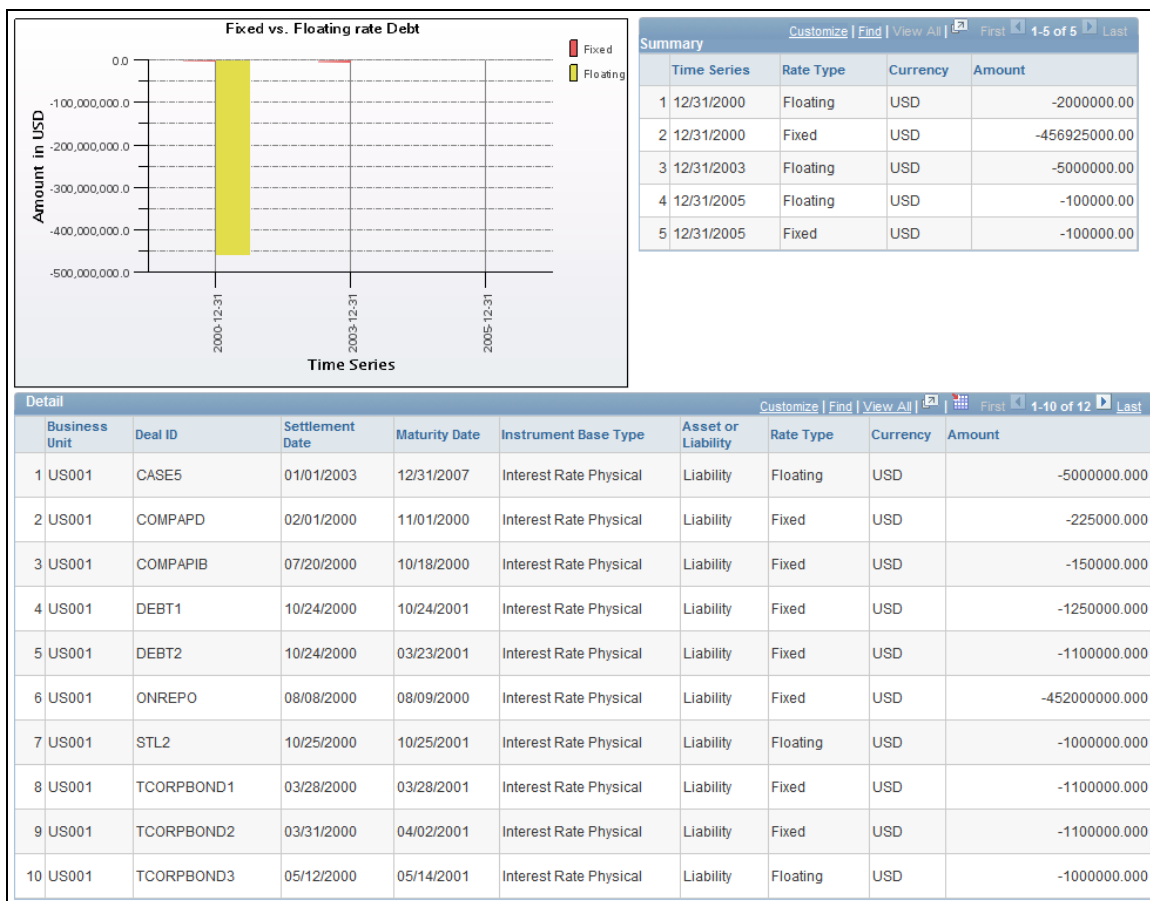 Fixed vs. Floating rate Debt
Fixed
Floating
Amount in USD
0.0
-100,000,000.0
-200,000,000.0
-300,000,000.0
-400,000,000.0
-500,000,000.0
2000-12-31
2003-12-31
2005-12-31
Time Series
Summary
Customize | Find | View All | First 1-5 of 5 Last
Time Series Rate Type Currency Amount
1 12/31/2000 Floating USD -2000000.00
2 12/31/2000 Fixed USD -456925000.00
3 12/31/2003 Floating USD -5000000.00
4 12/31/2005 Floating USD -100000.00
5 12/31/2005 Fixed USD -100000.00
Detail
Customize | Find | View All | | First 1-10 of 12 Last
Business Unit Deal ID Settlement Date Maturity Date Instrument Base Type Asset or Liability Rate Type Currency Amount
1 US001 CASE5 01/01/2003 12/31/2007 Interest Rate Physical Liability Floating USD -5000000.000
2 US001 COMPAPD 02/01/2000 11/01/2000 Interest Rate Physical Liability Fixed USD -225000.000
3 US001 COMPAPIB 07/20/2000 10/18/2000 Interest Rate Physical Liability Fixed USD -150000.000
4 US001 DEBT1 10/24/2000 10/24/2001 Interest Rate Physical Liability Fixed USD -1250000.000
5 US001 DEBT2 10/24/2000 03/23/2001 Interest Rate Physical Liability Fixed USD -1100000.000
6 US001 ONREPO 08/08/2000 08/09/2000 Interest Rate Physical Liability Fixed USD -452000000.000
7 US001 STL2 10/25/2000 10/25/2001 Interest Rate Physical Liability Floating USD -1000000.000
8 US001 TCORPBOND1 03/28/2000 03/28/2001 Interest Rate Physical Liability Fixed USD -1100000.000
9 US001 TCORPBOND2 03/31/2000 04/02/2001 Interest Rate Physical Liability Fixed USD -1100000.000
10 US001 TCORPBOND3 05/12/2000 05/14/2001 Interest Rate Physical Liability Floating USD -1000000.000